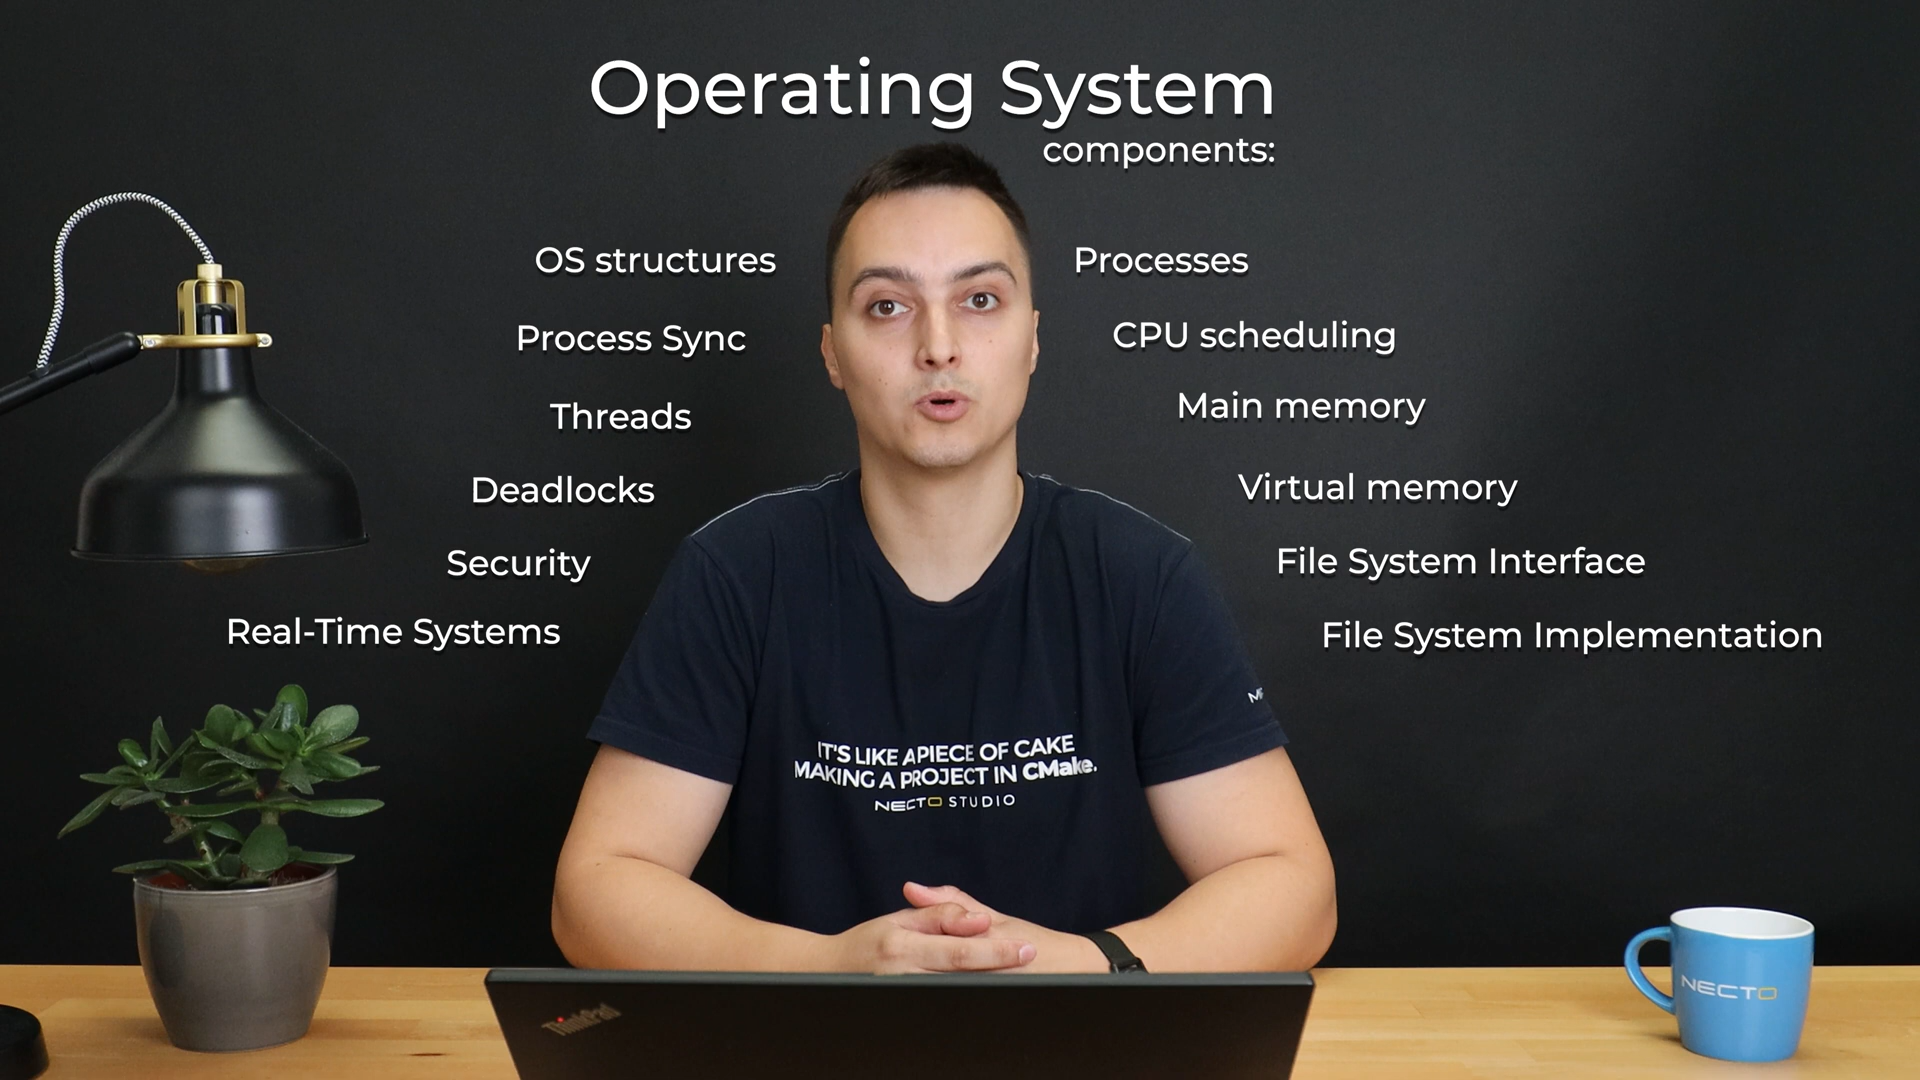 Operating System
components:
OS structures
Process Sync
Threads
Deadlocks
Security
Real-Time Systems
Processes
CPU scheduling
Main memory
Virtual memory
File System Interface
File System Implementation
IT'S LIKE A PIECE OF CAKE
MAKING A PROJECT IN CMake.
NECTO STUDIO
ThinkPad
NECTO